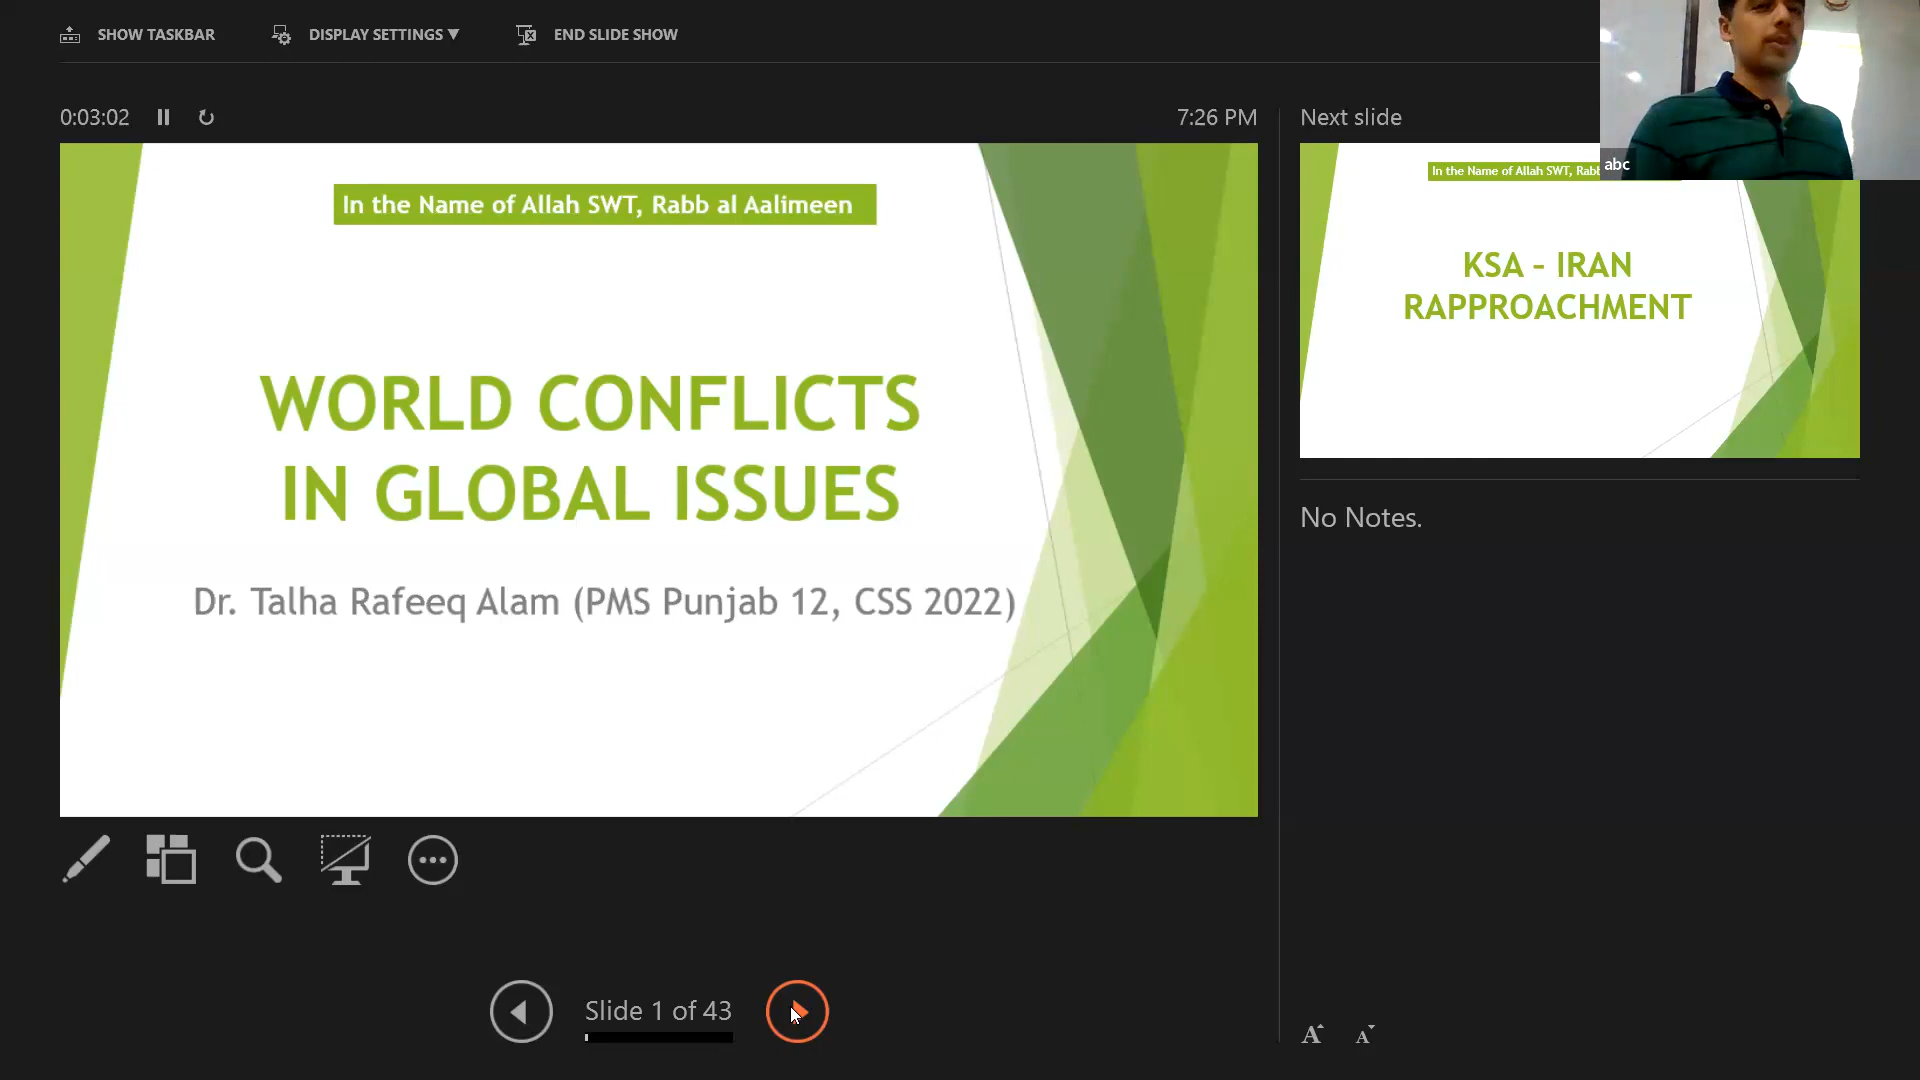 SHOW TASKBAR
DISPLAY SETTINGS ▼
END SLIDE SHOW
0:03:02
7:26 PM
In the Name of Allah SWT, Rabb al Aalimeen
WORLD CONFLICTS
IN GLOBAL ISSUES
Dr. Talha Rafeeq Alam (PMS Punjab 12, CSS 2022)
Slide 1 of 43
Next slide
abc
In the Name of Allah SWT, Rabb
KSA - IRAN
RAPPROACHMENT
No Notes.
A A